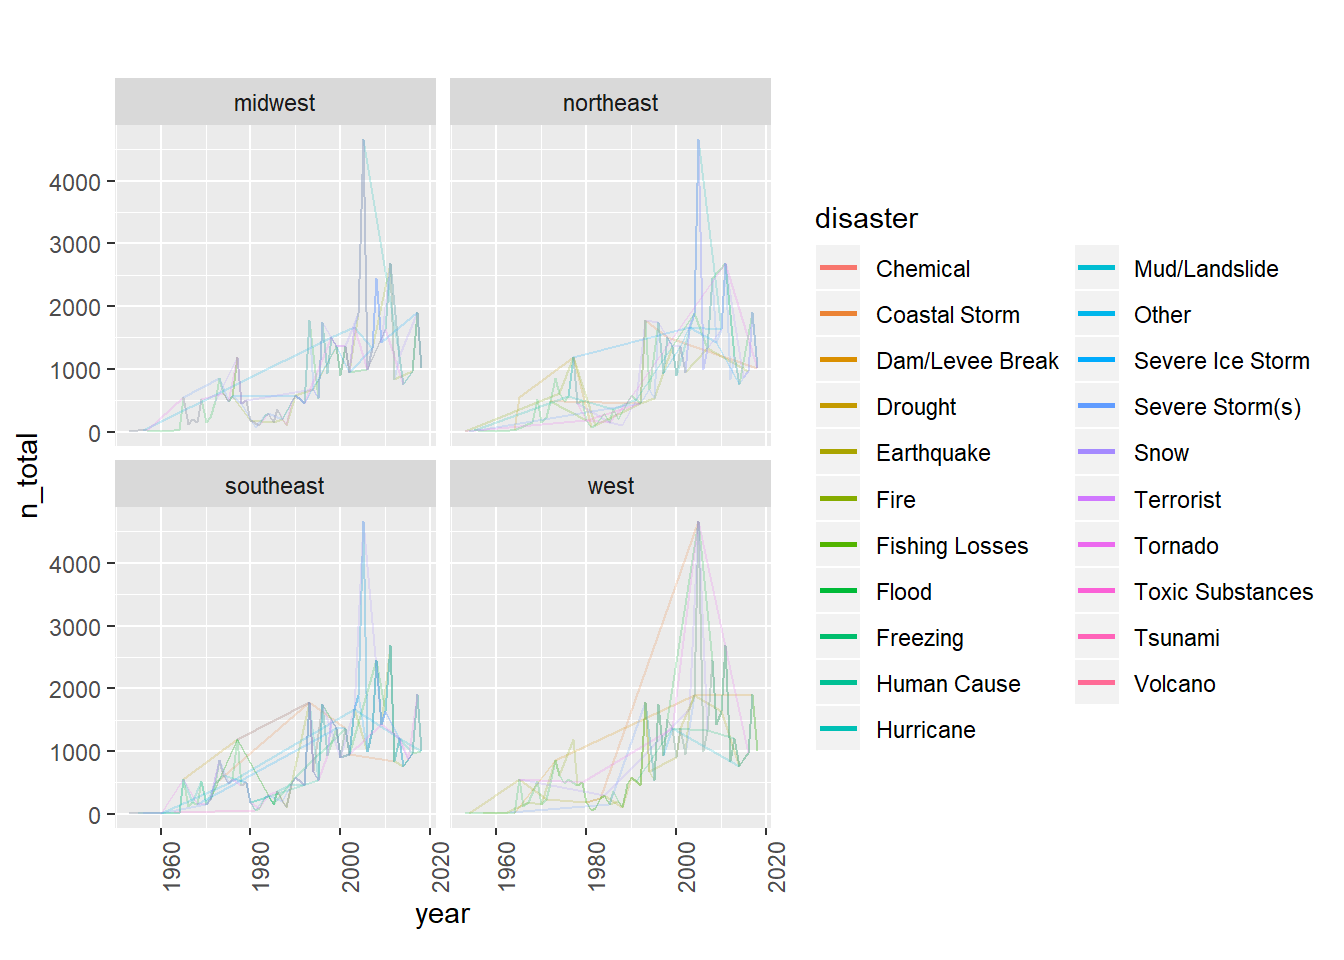 midwest
northeast
4000
3000
2000
1000
0
southeast
west
4000
3000
2000
1000
0
n_total
1960
1980
2000
2020
1960
1980
2000
2020
year
disaster
Chemical
Coastal Storm
Dam/Levee Break
Drought
Earthquake
Fire
Fishing Losses
Flood
Freezing
Human Cause
Hurricane
Mud/Landslide
Other
Severe Ice Storm
Severe Storm(s)
Snow
Terrorist
Tornado
Toxic Substances
Tsunami
Volcano